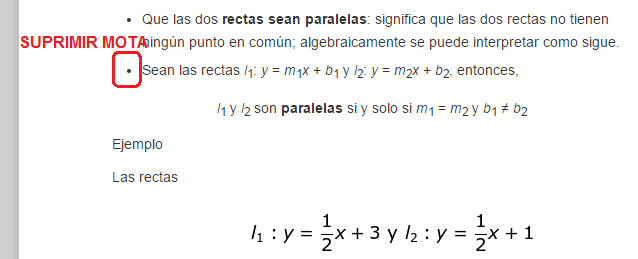 • Que las dos rectas sean paralelas: significa que las dos rectas no tienen
SUPRIMIR MOTA ningún punto en común; algebraicamente se puede interpretar como sigue.
• Sean las rectas l₁: y = m₁x + b₁ y l₂: y = m₂x + b₂, entonces,
l₁ y l₂ son paralelas si y solo si m₁ = m₂ y b₁ ≠ b₂
Ejemplo
Las rectas
l₁ : y = 1/2 x + 3 y l₂ : y = 1/2 x + 1